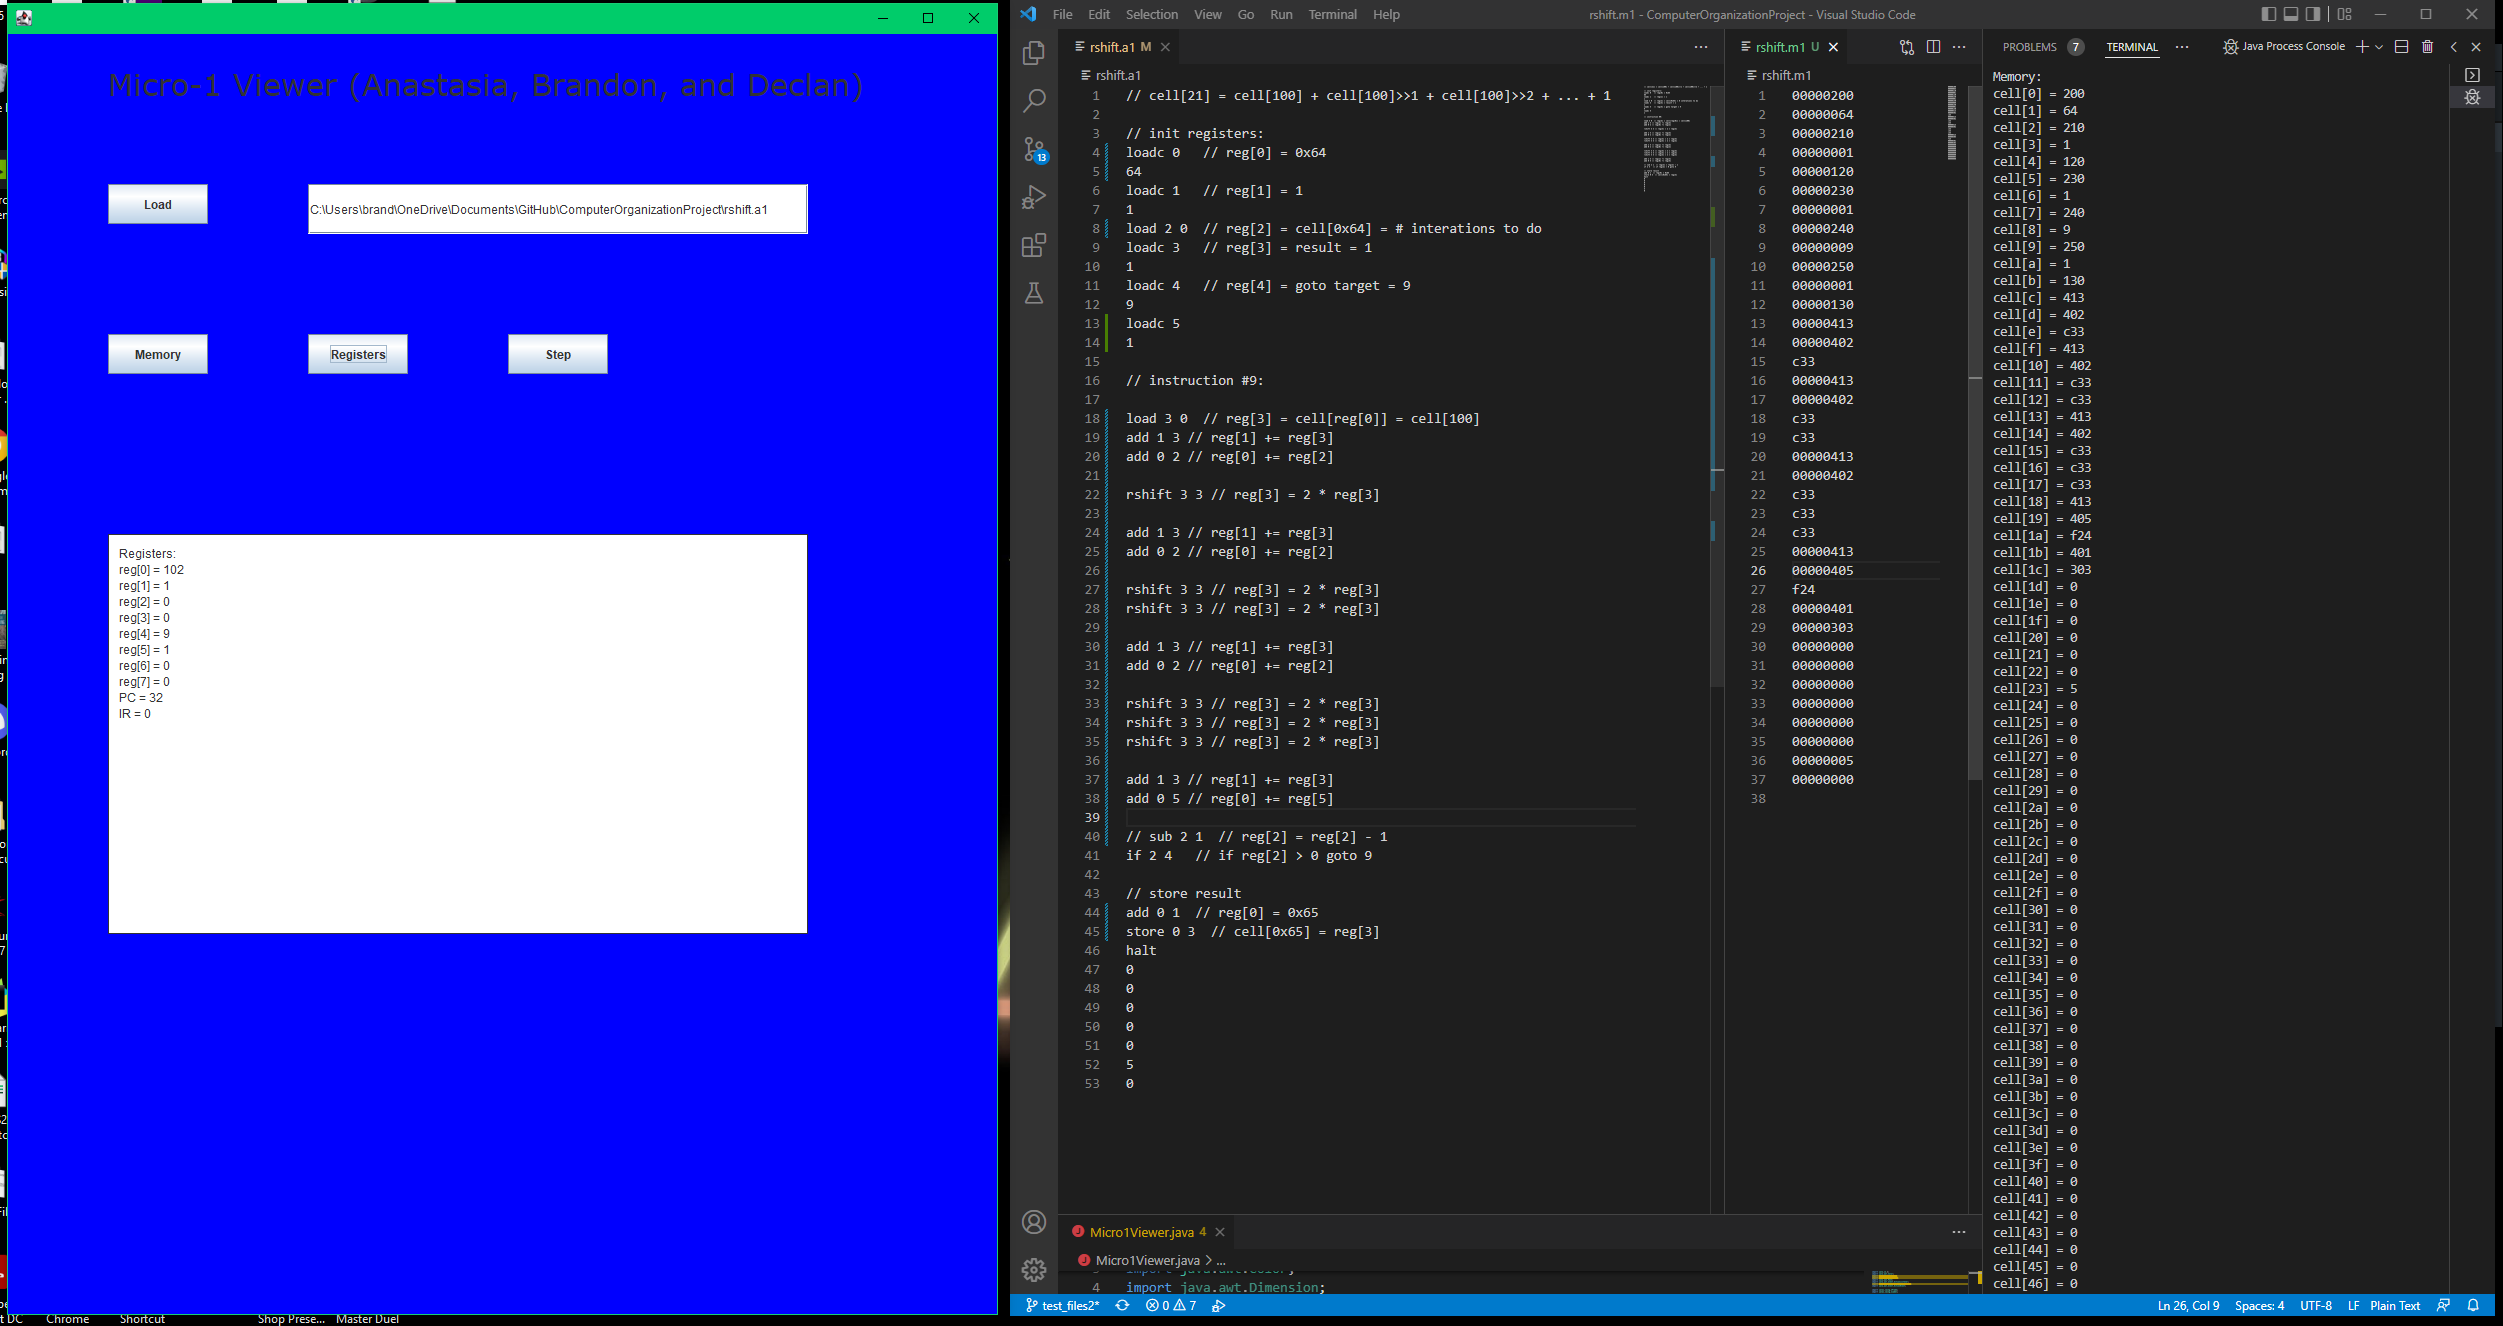 Micro-1 Viewer (Anastasia, Brandon, and Declan)
Load
C:\Users\brand\OneDrive\Documents\GitHub\ComputerOrganizationProject\rshift.a1
Memory
Registers
Step
Registers:
reg[0] = 102
reg[1] = 1
reg[2] = 0
reg[3] = 0
reg[4] = 9
reg[5] = 1
reg[6] = 0
reg[7] = 0
PC = 32
IR = 0
Chrome
Shortcut
Shop Prese...
Master Duel
File Edit Selection View Go Run Terminal Help
rshift.m1 - ComputerOrganizationProject - Visual Studio Code
13
rshift.a1 M
rshift.a1
1 // cell[21] = cell[100] + cell[100]>>1 + cell[100]>>2 + ... + 1
2
3 // init registers:
4 loadc 0 // reg[0] = 0x64
5 64
6 loadc 1 // reg[1] = 1
7 1
8 load 2 0 // reg[2] = cell[0x64] = # interations to do
9 loadc 3 // reg[3] = result = 1
10 1
11 loadc 4 // reg[4] = goto target = 9
12 9
13 loadc 5
14 1
15
16 // instruction #9:
17
18 load 3 0 // reg[3] = cell[reg[0]] = cell[100]
19 add 1 3 // reg[1] += reg[3]
20 add 0 2 // reg[0] += reg[2]
21
22 rshift 3 3 // reg[3] = 2 * reg[3]
23
24 add 1 3 // reg[1] += reg[3]
25 add 0 2 // reg[0] += reg[2]
26
27 rshift 3 3 // reg[3] = 2 * reg[3]
28 rshift 3 3 // reg[3] = 2 * reg[3]
29
30 add 1 3 // reg[1] += reg[3]
31 add 0 2 // reg[0] += reg[2]
32
33 rshift 3 3 // reg[3] = 2 * reg[3]
34 rshift 3 3 // reg[3] = 2 * reg[3]
35 rshift 3 3 // reg[3] = 2 * reg[3]
36
37 add 1 3 // reg[1] += reg[3]
38 add 0 5 // reg[0] += reg[5]
39
40 // sub 2 1 // reg[2] = reg[2] - 1
41 if 2 4 // if reg[2] > 0 goto 9
42
43 // store result
44 add 0 1 // reg[0] = 0x65
45 store 0 3 // cell[0x65] = reg[3]
46 halt
47 0
48 0
49 0
50 0
51 0
52 5
53 0
rshift.m1 U
rshift.m1
1 00000200
2 00000064
3 00000210
4 00000001
5 00000120
6 00000230
7 00000001
8 00000240
9 00000009
10 00000250
11 00000001
12 00000130
13 00000413
14 00000402
15 c33
16 00000413
17 00000402
18 c33
19 c33
20 00000413
21 00000402
22 c33
23 c33
24 c33
25 00000413
26 00000405
27 f24
28 00000401
29 00000303
30 00000000
31 00000000
32 00000000
33 00000000
34 00000000
35 00000000
36 00000005
37 00000000
38
PROBLEMS 7 TERMINAL
Java Process Console
Memory:
cell[0] = 200
cell[1] = 64
cell[2] = 210
cell[3] = 1
cell[4] = 120
cell[5] = 230
cell[6] = 1
cell[7] = 240
cell[8] = 9
cell[9] = 250
cell[a] = 1
cell[b] = 130
cell[c] = 413
cell[d] = 402
cell[e] = c33
cell[f] = 413
cell[10] = 402
cell[11] = c33
cell[12] = c33
cell[13] = 413
cell[14] = 402
cell[15] = c33
cell[16] = c33
cell[17] = c33
cell[18] = 413
cell[19] = 405
cell[1a] = f24
cell[1b] = 401
cell[1c] = 303
cell[1d] = 0
cell[1e] = 0
cell[1f] = 0
cell[20] = 0
cell[21] = 0
cell[22] = 0
cell[23] = 5
cell[24] = 0
cell[25] = 0
cell[26] = 0
cell[27] = 0
cell[28] = 0
cell[29] = 0
cell[2a] = 0
cell[2b] = 0
cell[2c] = 0
cell[2d] = 0
cell[2e] = 0
cell[2f] = 0
cell[30] = 0
cell[31] = 0
cell[32] = 0
cell[33] = 0
cell[34] = 0
cell[35] = 0
cell[36] = 0
cell[37] = 0
cell[38] = 0
cell[39] = 0
cell[3a] = 0
cell[3b] = 0
cell[3c] = 0
cell[3d] = 0
cell[3e] = 0
cell[3f] = 0
cell[40] = 0
cell[41] = 0
cell[42] = 0
cell[43] = 0
cell[44] = 0
cell[45] = 0
cell[46] = 0
Micro1Viewer.java 4
Micro1Viewer.java > ...
import java.awt.Color;
4 import java.awt.Dimension;
test_files2* 0 7
Ln 26, Col 9 Spaces: 4 UTF-8 LF Plain Text